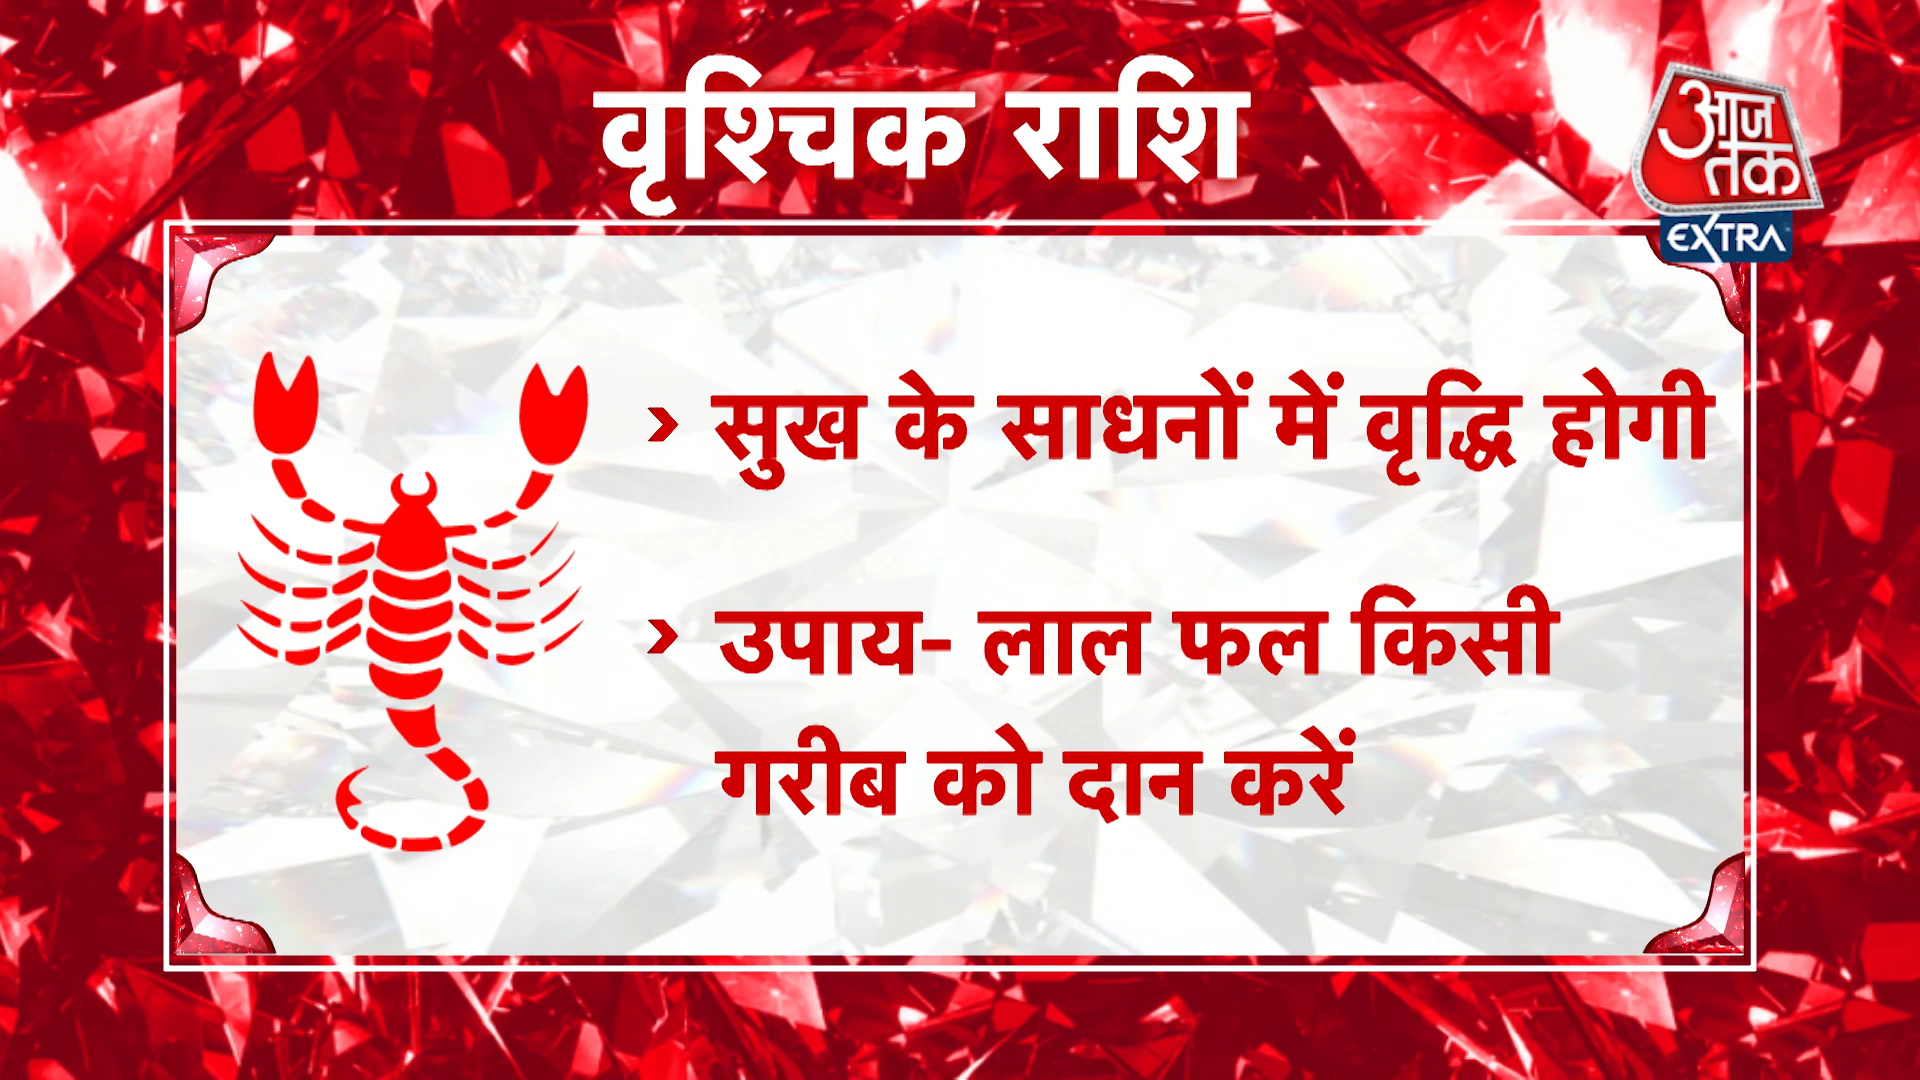 वृश्चिक राशि
आज
तक
EXTRA
> सुख के साधनों में वृद्धि होगी
> उपाय- लाल फल किसी
गरीब को दान करें